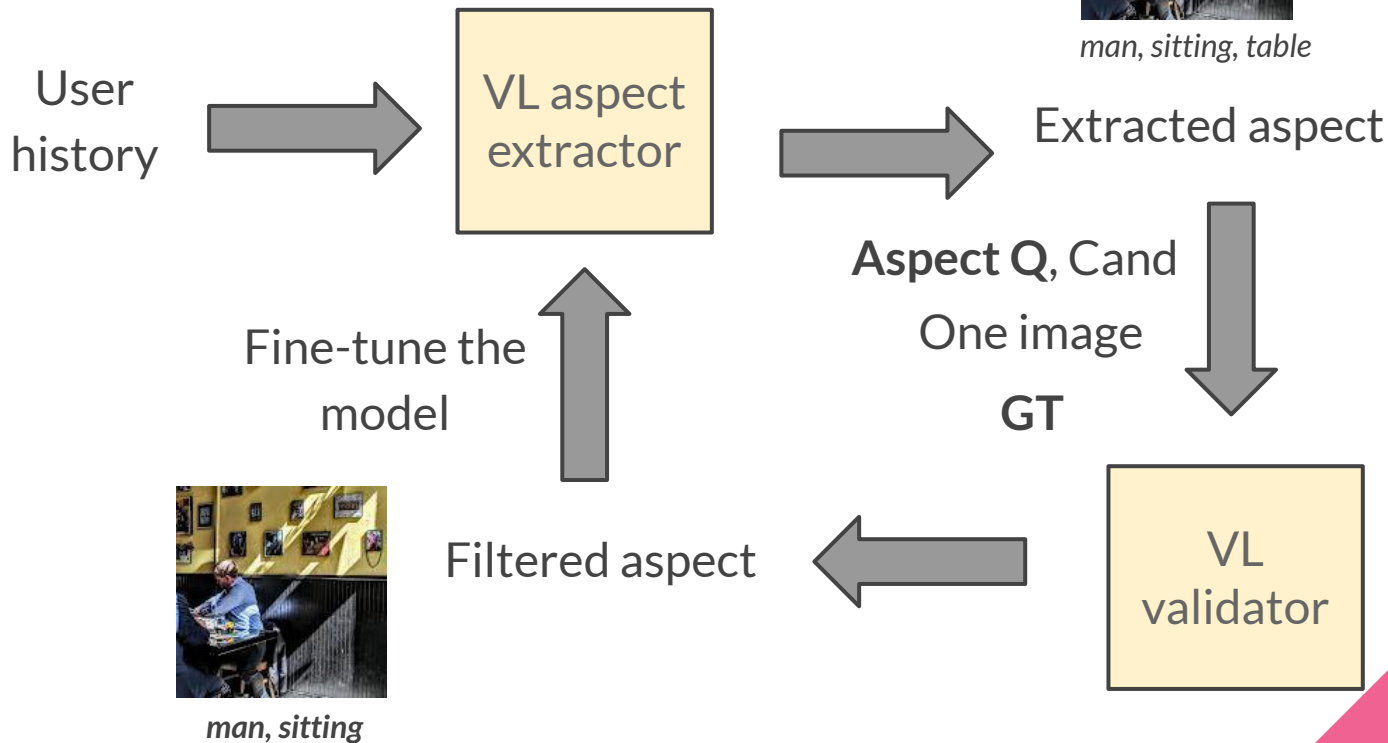 man, sitting, table
User
history
VL aspect
extractor
Extracted aspect
Aspect Q, Cand
One image
GT
Fine-tune the
model
Filtered aspect
VL
validator
man, sitting